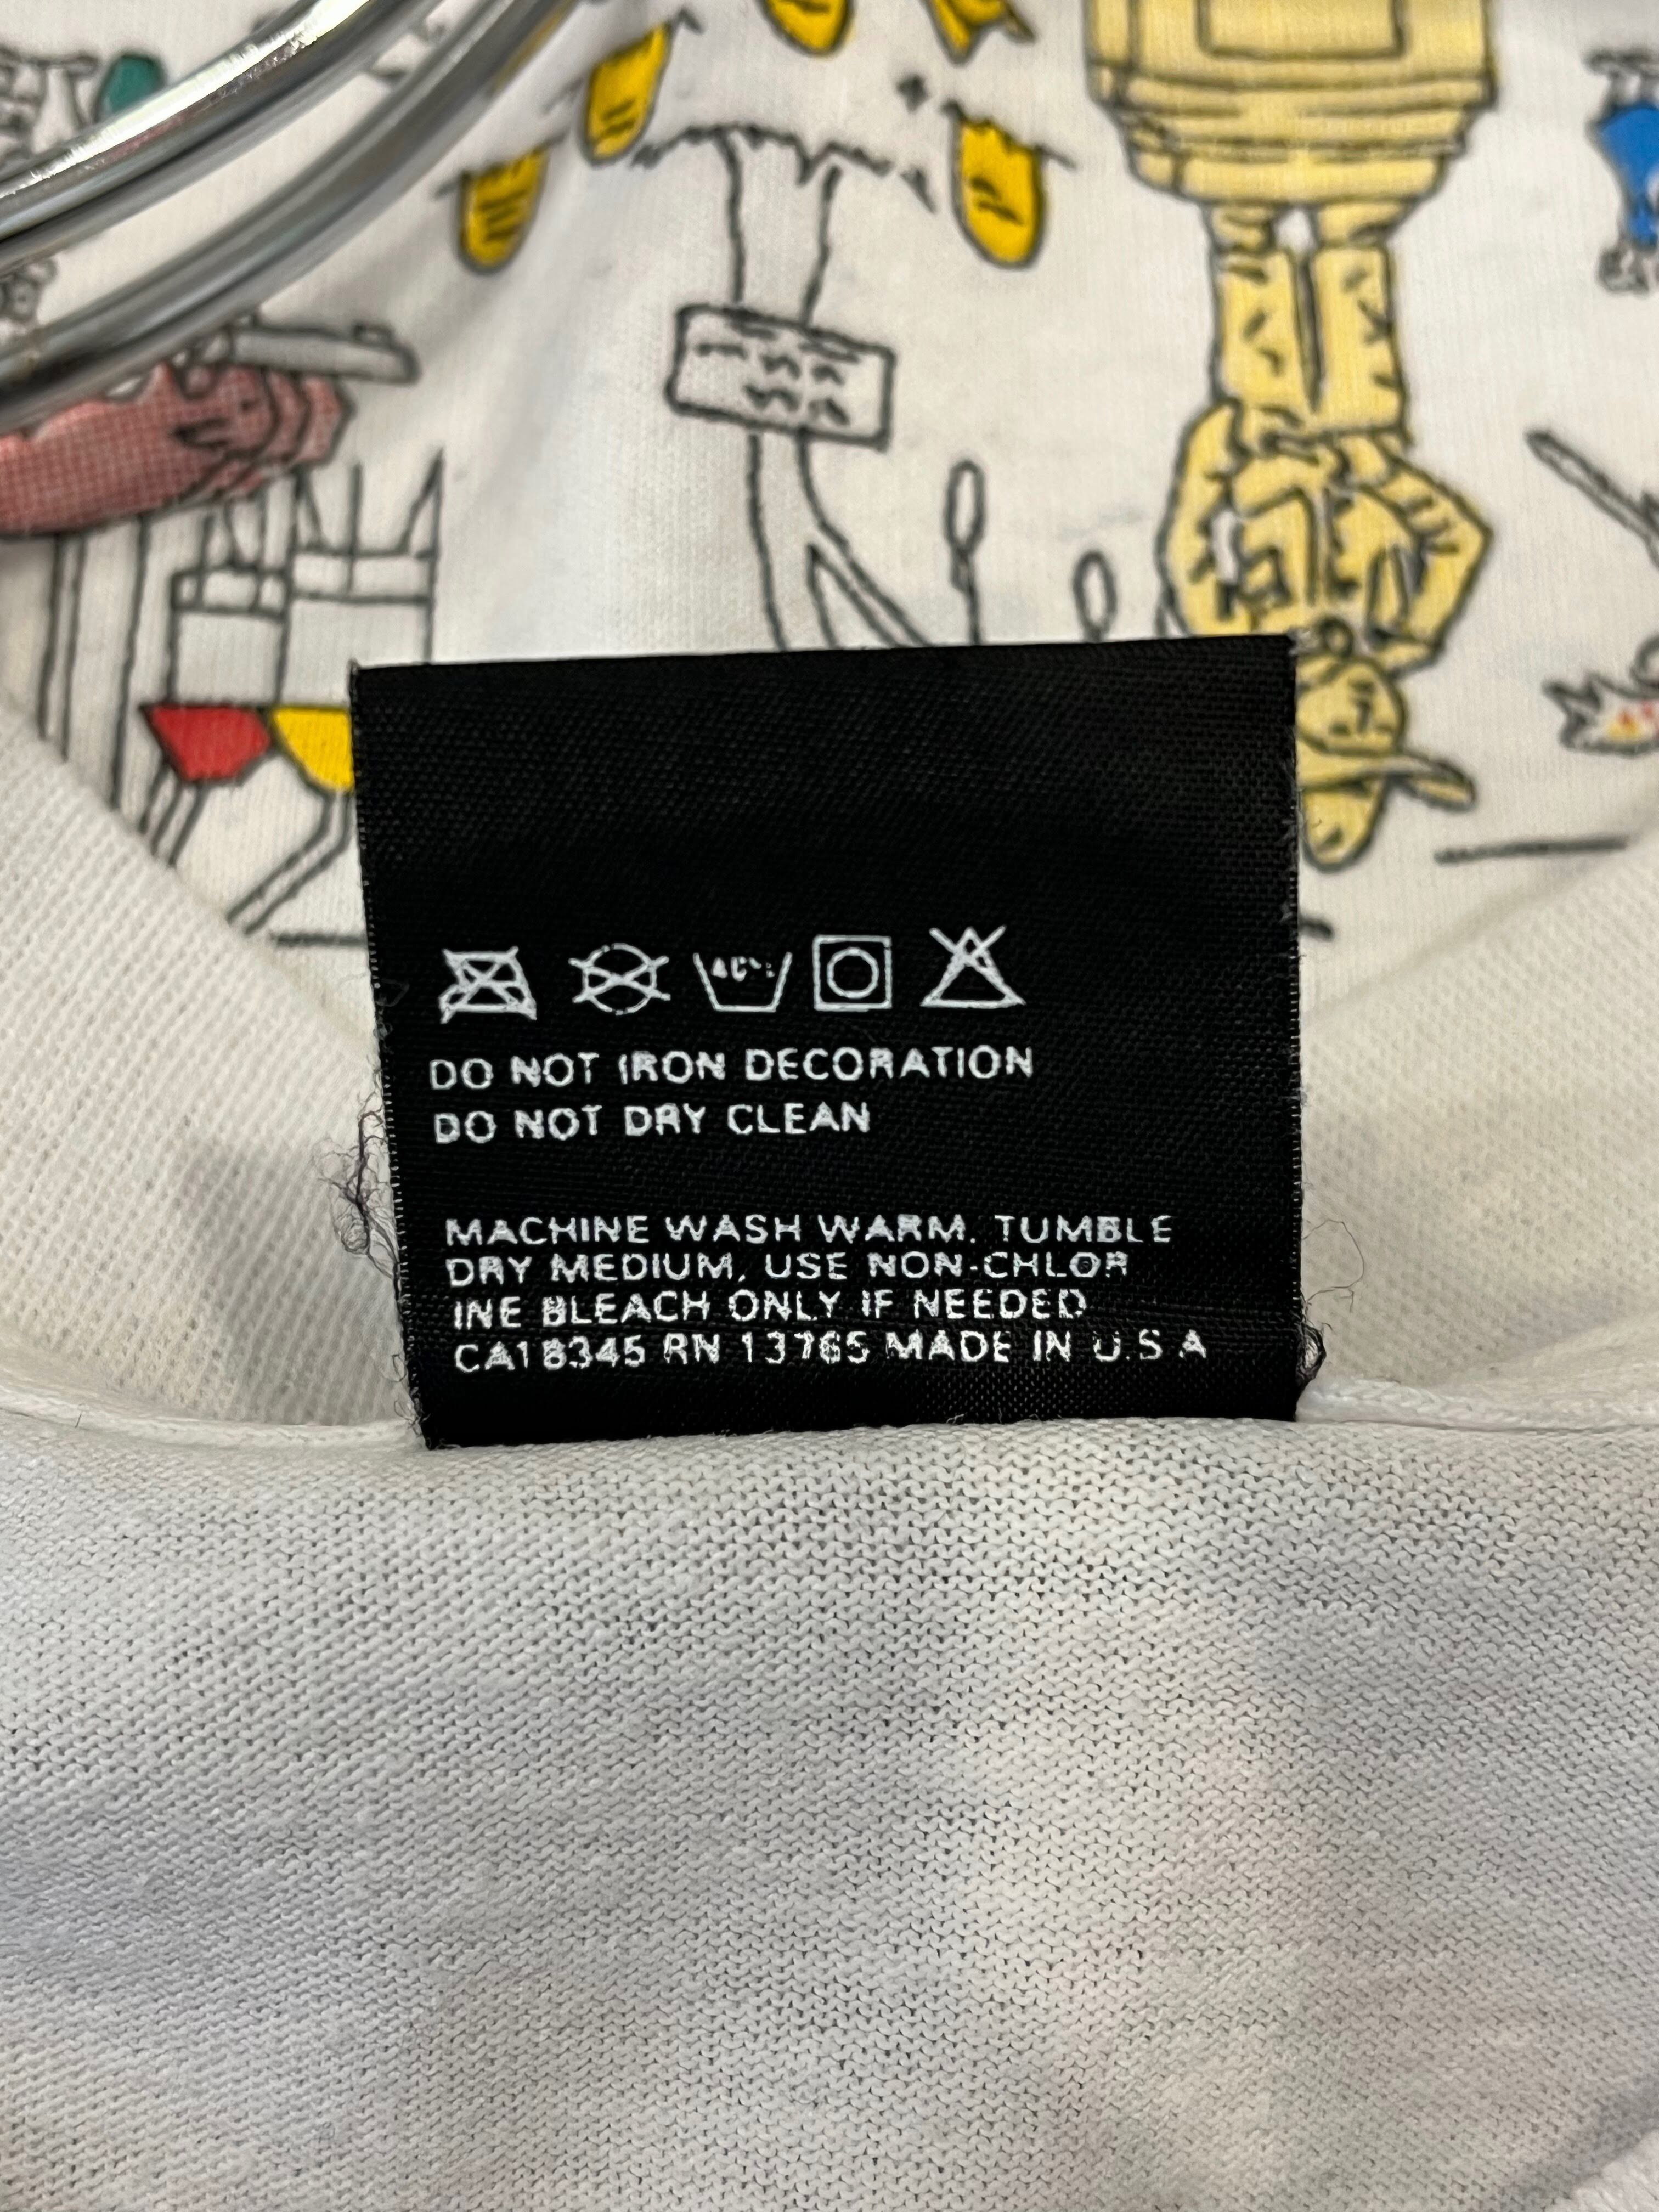 DO NOT IRON DECORATION
DO NOT DRY CLEAN
MACHINE WASH WARM. TUMBLE
DRY MEDIUM. USE NON-CHLOR
INE BLEACH ONLY IF NEEDED
CA18345 RN 13765 MADE IN U.S A